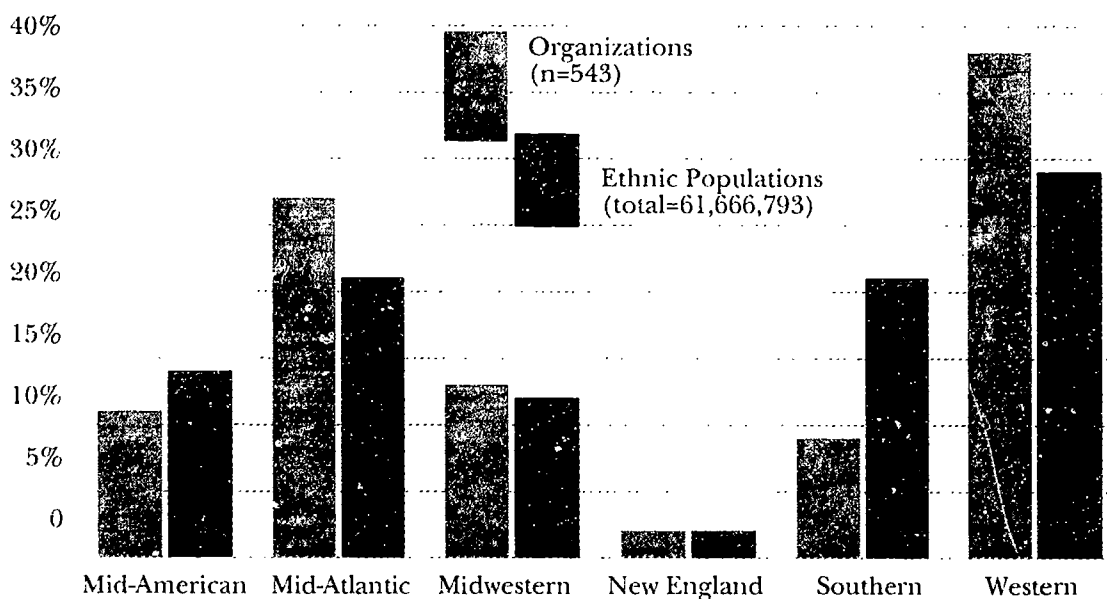 40%
Organizations
(n=543)
35%
30%
Ethnic Populations
(total=61,666,793)
25%
20%
15%
10%
5%
0
Mid-American Mid-Atlantic Midwestern New England Southern Western